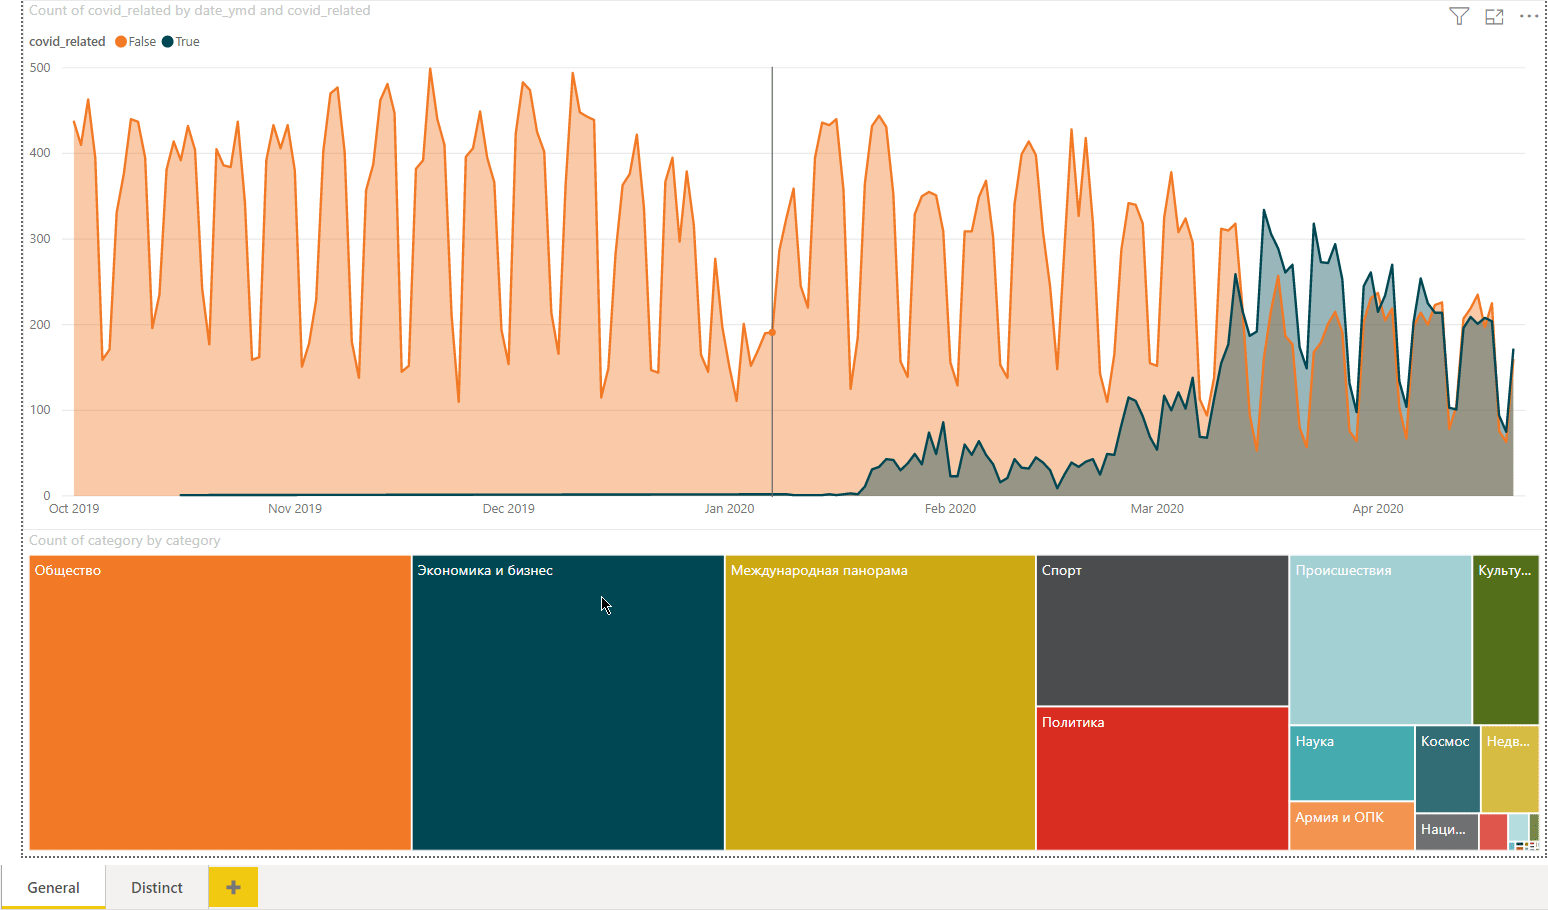 Count of covid_related by date_ymd and covid_related
covid_related False True
500
400
300
200
100
0
Oct 2019 Nov 2019 Dec 2019 Jan 2020 Feb 2020 Mar 2020 Apr 2020
Count of category by category
Общество Экономика и бизнес Международная панорама Спорт Происшествия Культу...
Политика
Наука Космос Недв...
Армия и ОПК
Наци...
General Distinct +